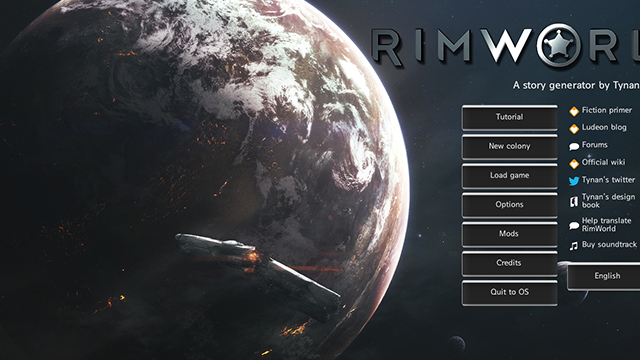 RIMWORL
A story generator by Tynan
Tutorial
New colony
Load game
Options
Mods
Credits
Quit to OS
Fiction primer
Ludeon blog
Forums
Official wiki
Tynan's twitter
Tynan's design
book
Help translate
RimWorld
Buy soundtrack
English